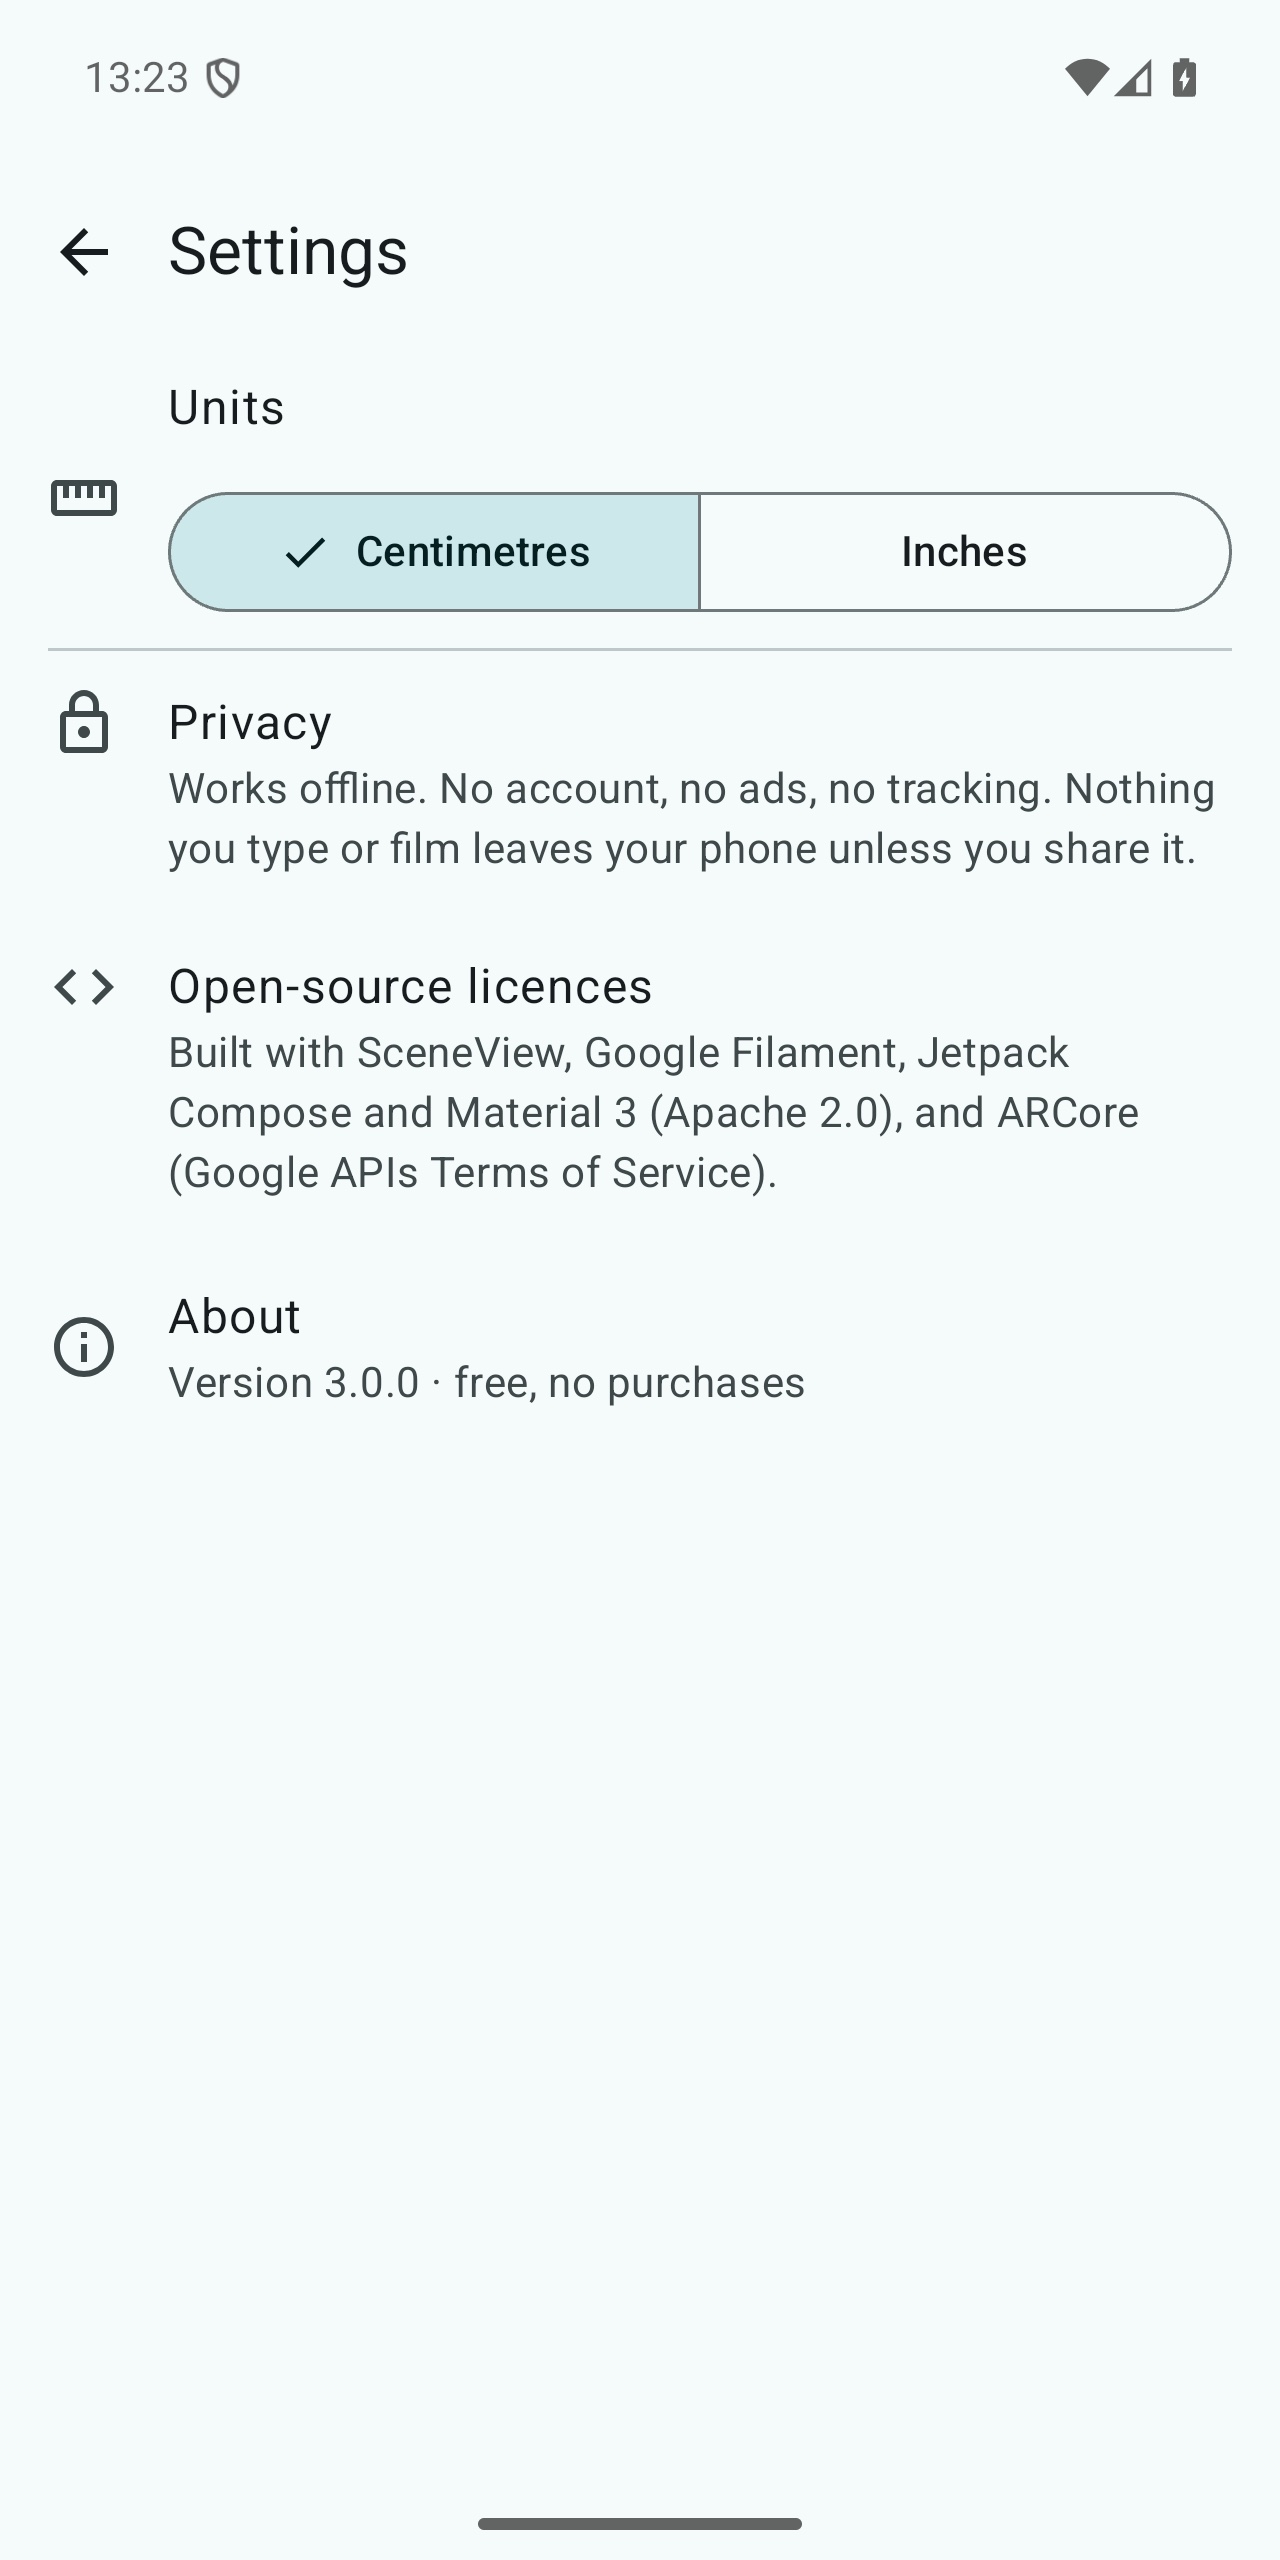 13:23
Settings
Units
Centimetres
Inches
Privacy
Works offline. No account, no ads, no tracking. Nothing
you type or film leaves your phone unless you share it.
Open-source licences
Built with SceneView, Google Filament, Jetpack
Compose and Material 3 (Apache 2.0), and ARCore
(Google APIs Terms of Service).
About
Version 3.0.0 · free, no purchases